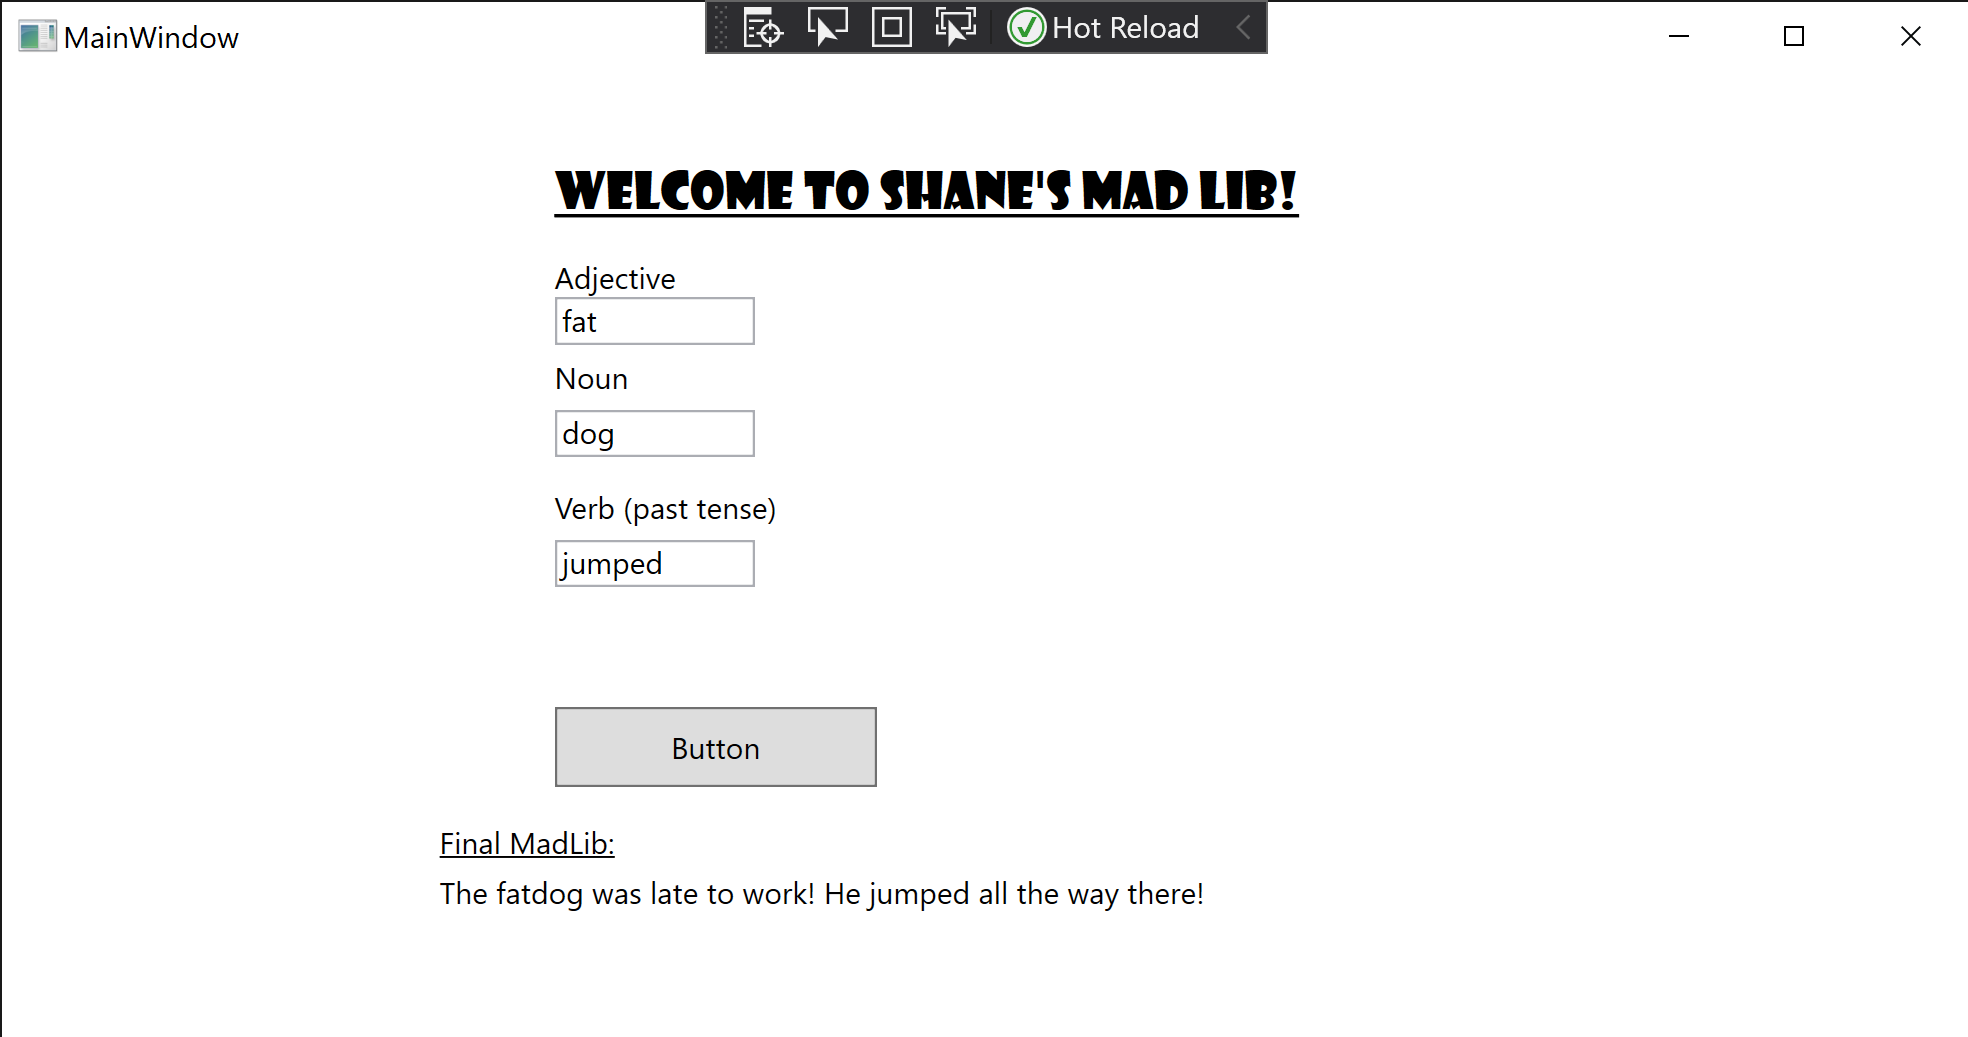 MainWindow
Hot Reload
WELCOME TO SHANE'S MAD LIB!
Adjective
fat
Noun
dog
Verb (past tense)
jumped
Button
Final MadLib:
The fatdog was late to work! He jumped all the way there!